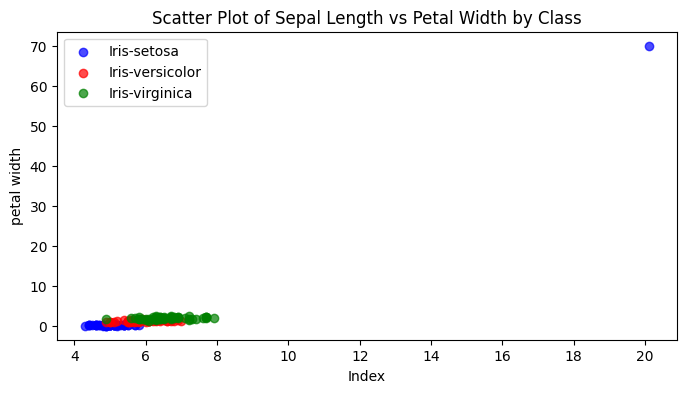 Scatter Plot of Sepal Length vs Petal Width by Class
70
60
50
40
30
20
10
0
petal width
Iris-setosa
Iris-versicolor
Iris-virginica
4 6 8 10 12 14 16 18 20
Index